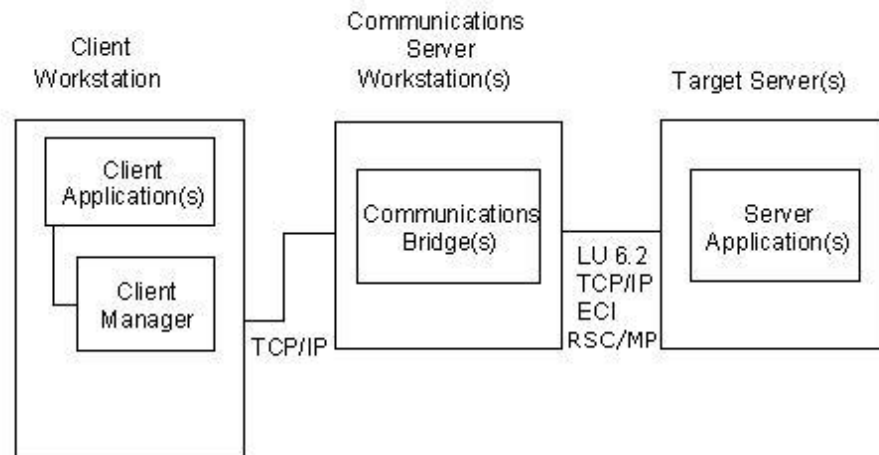 Client
Workstation
Communications
Server
Workstation(s)
Target Server(s)
Client
Application(s)
Client
Manager
TCP/IP
Communications
Bridge(s)
LU 6.2
TCP/IP
ECI
RSC/MP
Server
Application(s)